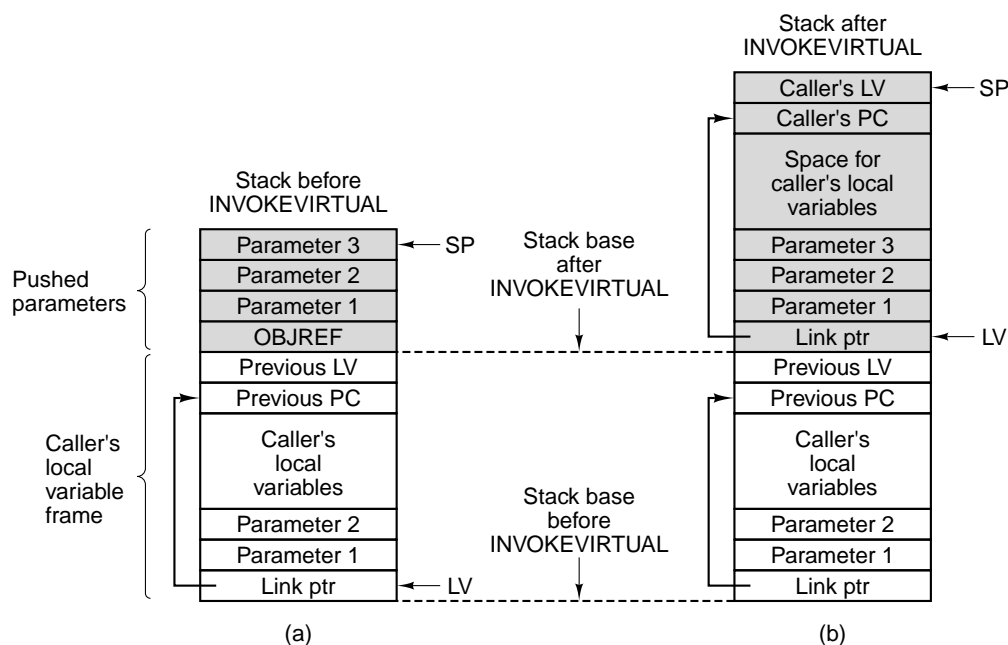 Stack after
INVOKEVIRTUAL
Caller's LV
SP
Caller's PC
Space for
caller's local
variables
Parameter 3
Parameter 2
Parameter 1
Link ptr
LV
Previous LV
Previous PC
Caller's
local
variables
Parameter 2
Parameter 1
Link ptr
(b)
Stack before
INVOKEVIRTUAL
Parameter 3
SP
Parameter 2
Parameter 1
OBJREF
Previous LV
Previous PC
Caller's
local
variables
Parameter 2
Parameter 1
Link ptr
LV
(a)
Pushed
parameters
Caller's
local
variable
frame
Stack base
after
INVOKEVIRTUAL
Stack base
before
INVOKEVIRTUAL